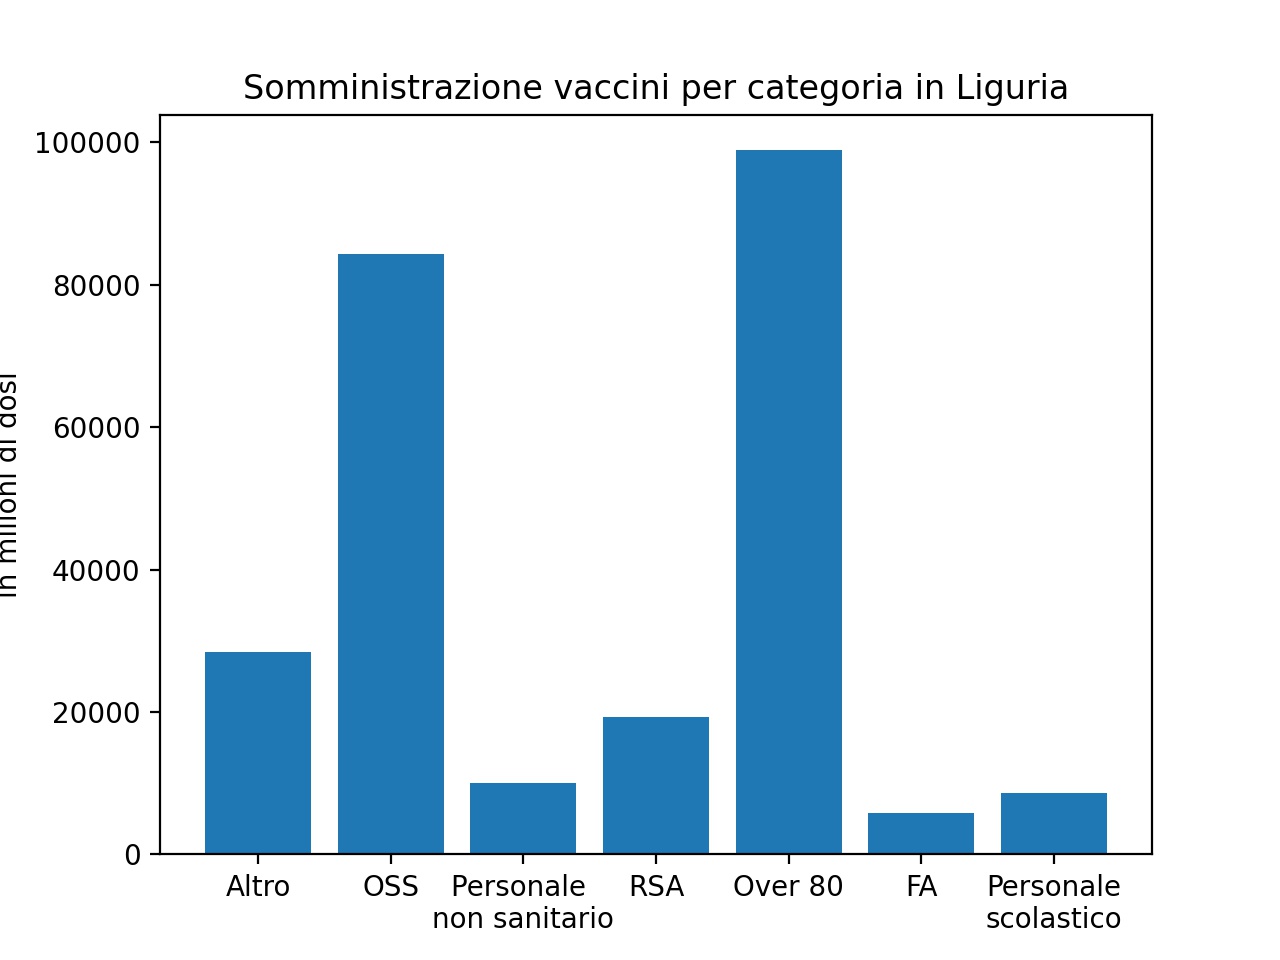 Somministrazione vaccini per categoria in Liguria
100000
80000
60000
40000
20000
0
In milioni di dosi
Altro
OSS
Personale
non sanitario
RSA
Over 80
FA
Personale
scolastico